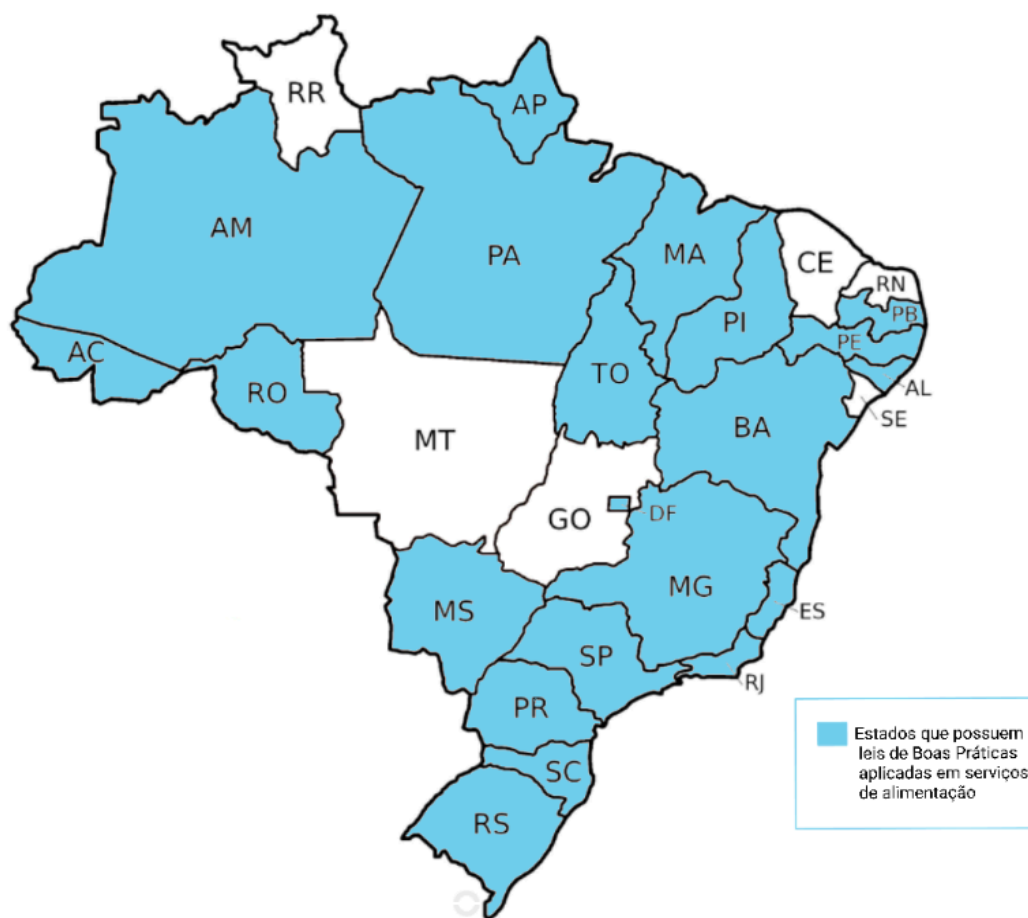 RR
AP
AM
PA
MA
CE
RN
PB
PI
PE
AC
TO
AL
RO
SE
BA
MT
DF
GO
MG
MS
ES
SP
RJ
PR
SC
RS
Estados que possuem
leis de Boas Práticas
aplicadas em serviços
de alimentação